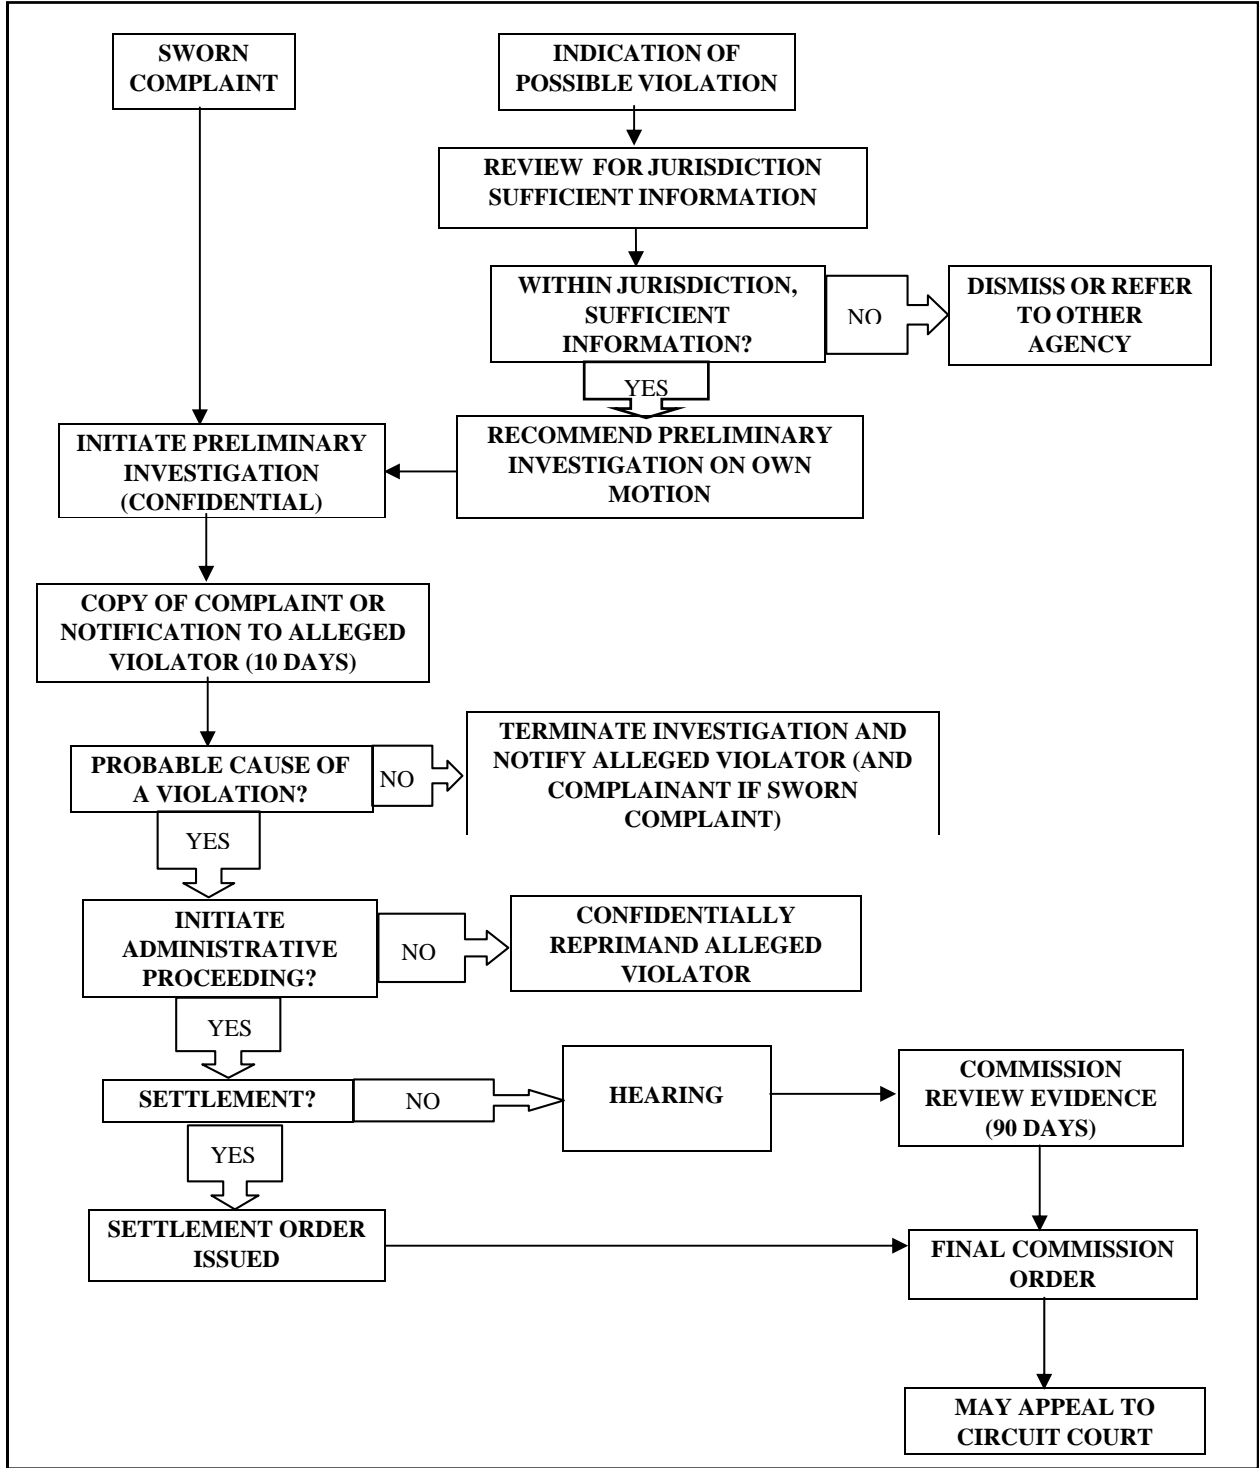 SWORN
COMPLAINT
INDICATION OF
POSSIBLE VIOLATION
REVIEW FOR JURISDICTION
SUFFICIENT INFORMATION
WITHIN JURISDICTION,
SUFFICIENT
INFORMATION?
NO
DISMISS OR REFER
TO OTHER
AGENCY
YES
INITIATE PRELIMINARY
INVESTIGATION
(CONFIDENTIAL)
RECOMMEND PRELIMINARY
INVESTIGATION ON OWN
MOTION
COPY OF COMPLAINT OR
NOTIFICATION TO ALLEGED
VIOLATOR (10 DAYS)
PROBABLE CAUSE OF
A VIOLATION?
NO
TERMINATE INVESTIGATION AND
NOTIFY ALLEGED VIOLATOR (AND
COMPLAINANT IF SWORN
COMPLAINT)
YES
INITIATE
ADMINISTRATIVE
PROCEEDING?
NO
CONFIDENTIALLY
REPRIMAND ALLEGED
VIOLATOR
YES
SETTLEMENT?
NO
HEARING
COMMISSION
REVIEW EVIDENCE
(90 DAYS)
YES
SETTLEMENT ORDER
ISSUED
FINAL COMMISSION
ORDER
MAY APPEAL TO
CIRCUIT COURT